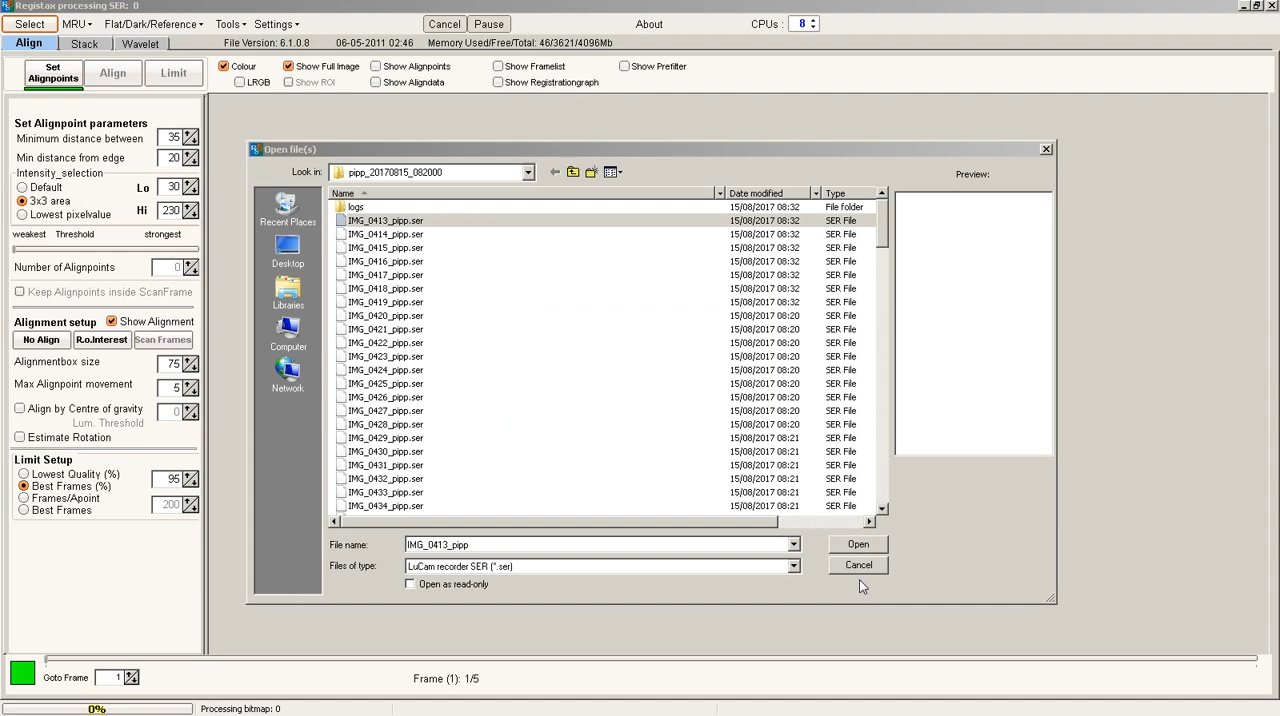 Registax processing SER: 0
Select MRU Flat/Dark/Reference Tools Settings Cancel Pause About CPUs : 8
Align Stack Wavelet File Version: 6.1.0.8 06-05-2011 02:46 Memory Used/Free/Total: 46/3621/4096Mb
Set Alignpoints Align Limit
Colour Show Full Image Show Alignpoints Show Framelist Show Prefilter
LRGB Show ROI Show Aligndata Show Registrationgraph
Set Alignpoint parameters
Minimum distance between 35
Min distance from edge 20
Intensity_selection
Default Lo 30
3x3 area
Lowest pixelvalue Hi 230
weakest Threshold strongest
Number of Alignpoints 0
Keep Alignpoints inside ScanFrame
Alignment setup Show Alignment
No Align R.o.Interest Scan Frames
Alignmentbox size 75
Max Alignpoint movement 5
Align by Centre of gravity 0
Lum. Threshold
Estimate Rotation
Limit Setup
Lowest Quality (%)
Best Frames (%) 95
Frames/Apoint
Best Frames 200
Open file(s)
Look in: pipp_20170815_082000
Preview:
Recent Places
Desktop
Libraries
Computer
Network
Name Date modified Type
logs 15/08/2017 08:32 File folder
IMG_0413_pipp.ser 15/08/2017 08:32 SER File
IMG_0414_pipp.ser 15/08/2017 08:32 SER File
IMG_0415_pipp.ser 15/08/2017 08:32 SER File
IMG_0416_pipp.ser 15/08/2017 08:32 SER File
IMG_0417_pipp.ser 15/08/2017 08:32 SER File
IMG_0418_pipp.ser 15/08/2017 08:32 SER File
IMG_0419_pipp.ser 15/08/2017 08:32 SER File
IMG_0420_pipp.ser 15/08/2017 08:20 SER File
IMG_0421_pipp.ser 15/08/2017 08:20 SER File
IMG_0422_pipp.ser 15/08/2017 08:20 SER File
IMG_0423_pipp.ser 15/08/2017 08:20 SER File
IMG_0424_pipp.ser 15/08/2017 08:20 SER File
IMG_0425_pipp.ser 15/08/2017 08:20 SER File
IMG_0426_pipp.ser 15/08/2017 08:20 SER File
IMG_0427_pipp.ser 15/08/2017 08:20 SER File
IMG_0428_pipp.ser 15/08/2017 08:20 SER File
IMG_0429_pipp.ser 15/08/2017 08:21 SER File
IMG_0430_pipp.ser 15/08/2017 08:21 SER File
IMG_0431_pipp.ser 15/08/2017 08:21 SER File
IMG_0432_pipp.ser 15/08/2017 08:21 SER File
IMG_0433_pipp.ser 15/08/2017 08:21 SER File
IMG_0434_pipp.ser 15/08/2017 08:21 SER File
File name: IMG_0413_pipp Open
Files of type: LuCam recorder SER (*.ser) Cancel
Open as read-only
Goto Frame 1 Frame (1): 1/5
0% Processing bitmap: 0